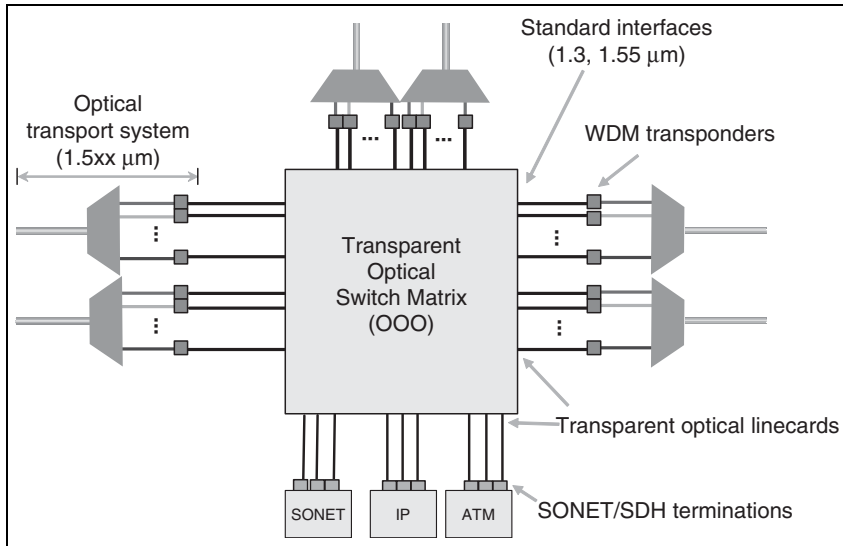 Standard interfaces
(1.3, 1.55 μm)
Optical
transport system
(1.5xx μm)
WDM transponders
...
...
...
...
Transparent
Optical
Switch Matrix
(OOO)
...
...
Transparent optical linecards
SONET
IP
ATM
SONET/SDH terminations